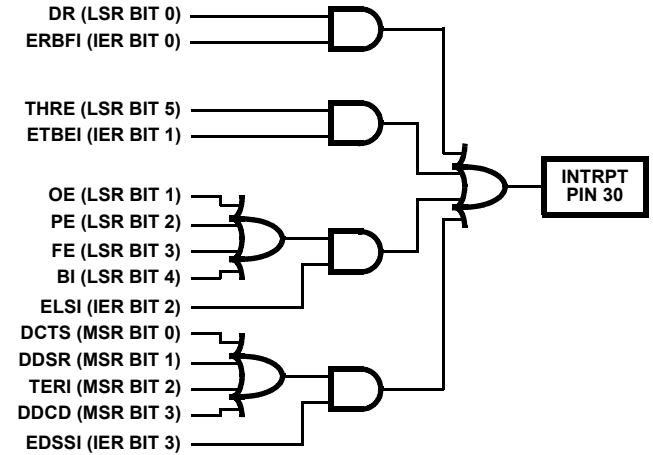 DR (LSR BIT 0)
ERBFI (IER BIT 0)
THRE (LSR BIT 5)
ETBEI (IER BIT 1)
OE (LSR BIT 1)
PE (LSR BIT 2)
FE (LSR BIT 3)
BI (LSR BIT 4)
ELSI (IER BIT 2)
DCTS (MSR BIT 0)
DDSR (MSR BIT 1)
TERI (MSR BIT 2)
DDCD (MSR BIT 3)
EDSSI (IER BIT 3)
INTRPT
PIN 30